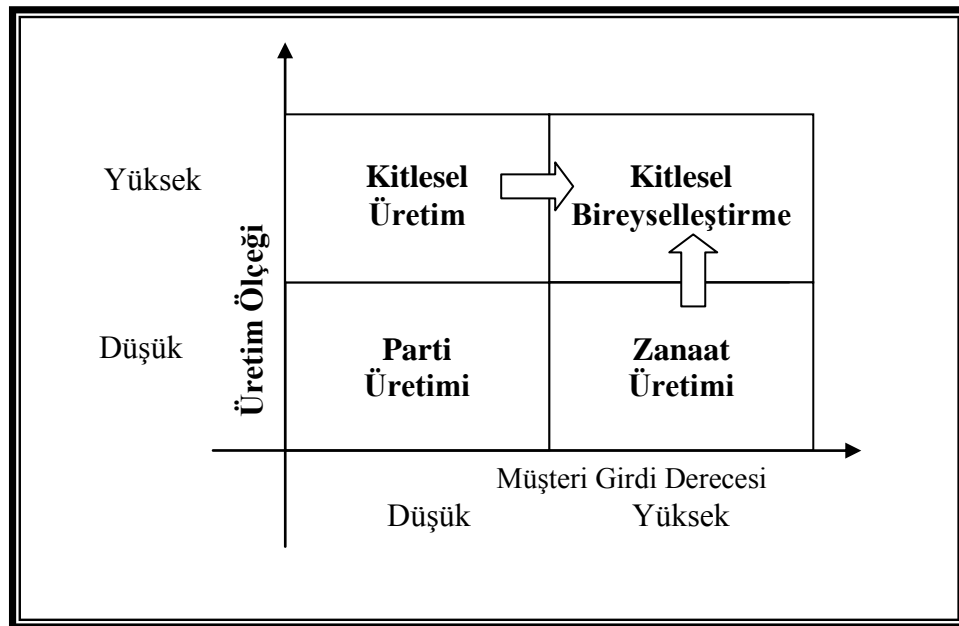 Yüksek
Kitlesel
Üretim
Kitlesel
Bireyselleştirme
Üretim Ölçeği
Düşük
Parti
Üretimi
Zanaat
Üretimi
Müşteri Girdi Derecesi
Düşük
Yüksek